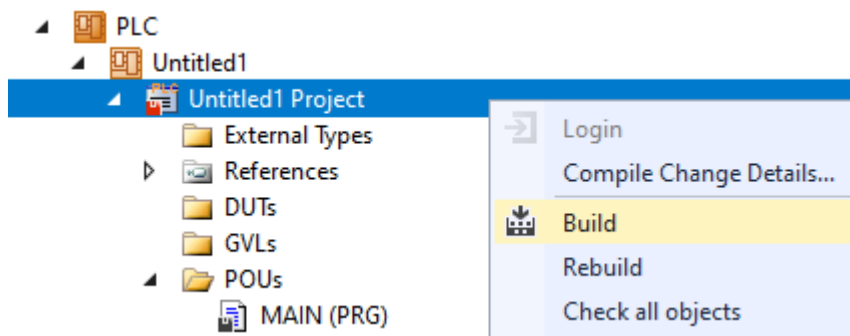 PLC
Untitled1
Untitled1 Project
External Types
References
DUTs
GVLs
POUs
MAIN (PRG)
Login
Compile Change Details...
Build
Rebuild
Check all objects